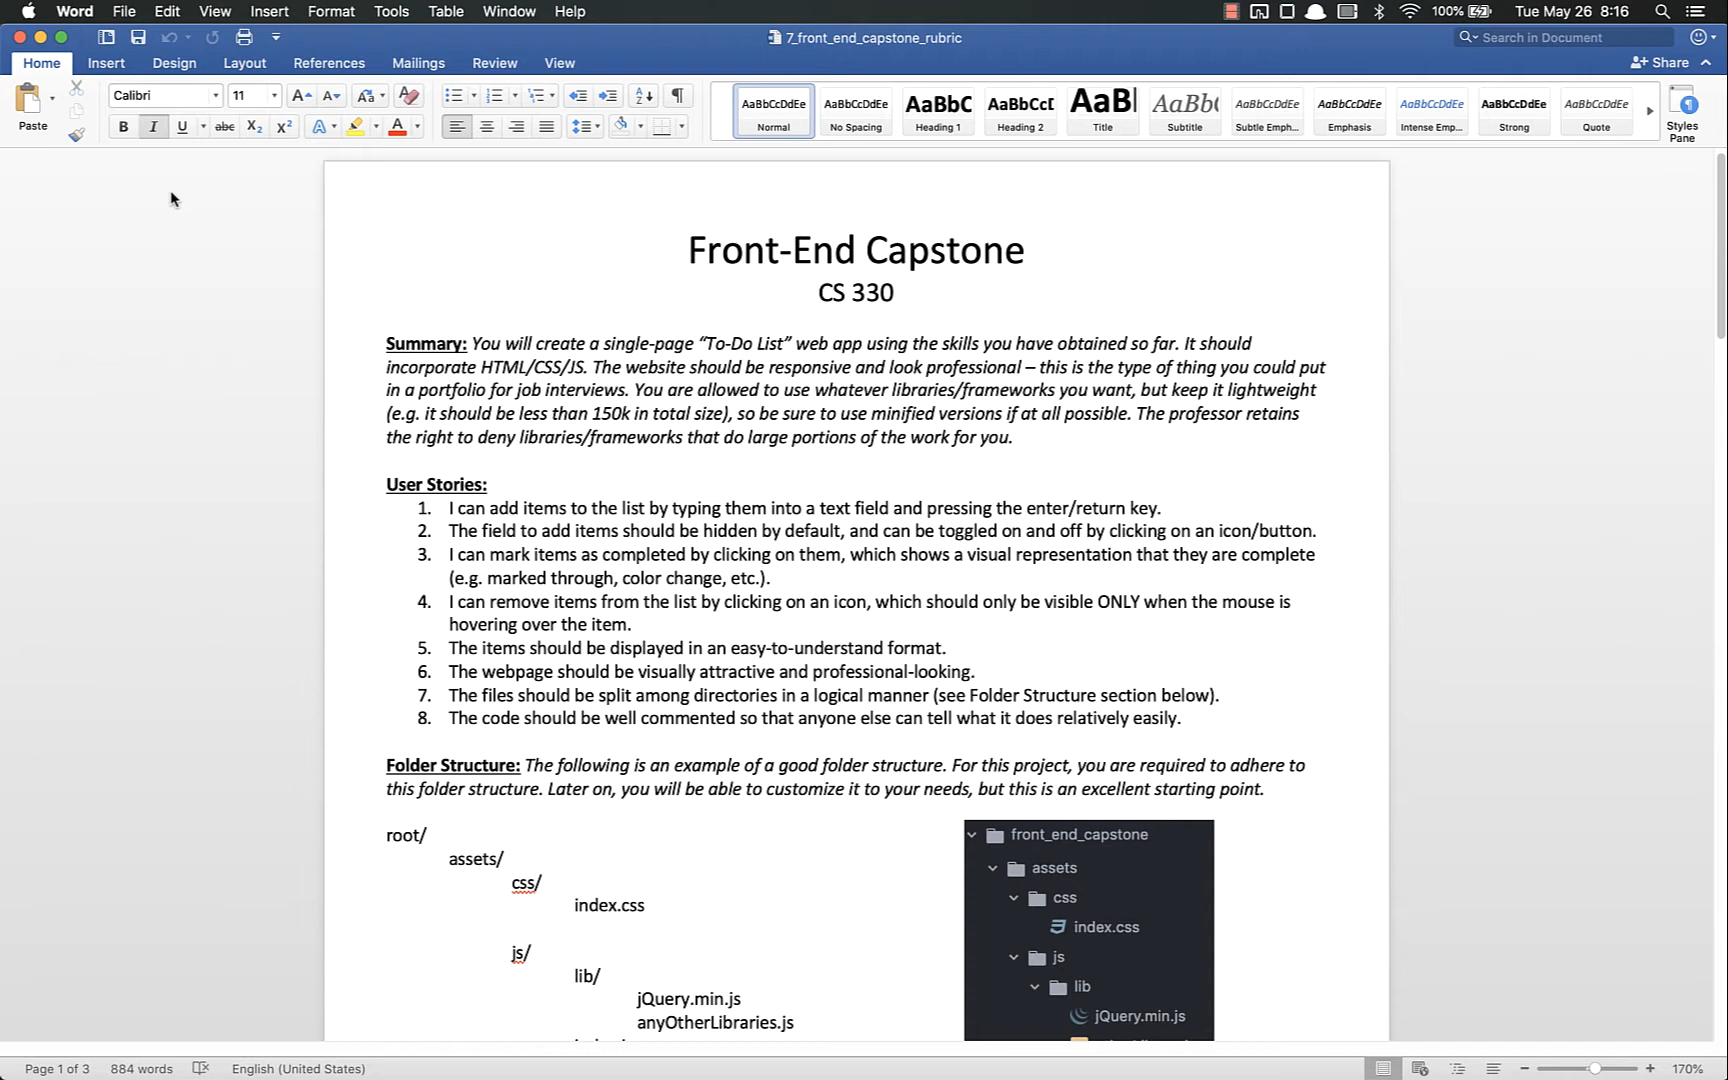 Word File Edit View Insert Format Tools Table Window Help 100% Tue May 26 8:16
7_front_end_capstone_rubric Search in Document
Home Insert Design Layout References Mailings Review View Share
Paste Calibri 11 AaBbCcDdEe AaBbCcDdEe AaBbC AaBbCcD AaB AaBbC AaBbCcDdEe AaBbCcDdEe AaBbCcDdEe AaBbCcDdEe AaBbCcDdEe Styles Pane
B I U abc X₂ X² A A Normal No Spacing Heading 1 Heading 2 Title Subtitle Subtle Emph... Emphasis Intense Emp... Strong Quote
Front-End Capstone
CS 330
Summary: You will create a single-page “To-Do List” web app using the skills you have obtained so far. It should
incorporate HTML/CSS/JS. The website should be responsive and look professional – this is the type of thing you could put
in a portfolio for job interviews. You are allowed to use whatever libraries/frameworks you want, but keep it lightweight
(e.g. it should be less than 150k in total size), so be sure to use minified versions if at all possible. The professor retains
the right to deny libraries/frameworks that do large portions of the work for you.
User Stories:
1. I can add items to the list by typing them into a text field and pressing the enter/return key.
2. The field to add items should be hidden by default, and can be toggled on and off by clicking on an icon/button.
3. I can mark items as completed by clicking on them, which shows a visual representation that they are complete
(e.g. marked through, color change, etc.).
4. I can remove items from the list by clicking on an icon, which should only be visible ONLY when the mouse is
hovering over the item.
5. The items should be displayed in an easy-to-understand format.
6. The webpage should be visually attractive and professional-looking.
7. The files should be split among directories in a logical manner (see Folder Structure section below).
8. The code should be well commented so that anyone else can tell what it does relatively easily.
Folder Structure: The following is an example of a good folder structure. For this project, you are required to adhere to
this folder structure. Later on, you will be able to customize it to your needs, but this is an excellent starting point.
root/
assets/
css/
index.css
js/
lib/
jQuery.min.js
anyOtherLibraries.js
front_end_capstone
assets
css
index.css
js
lib
jQuery.min.js
Page 1 of 3 884 words English (United States) 170%